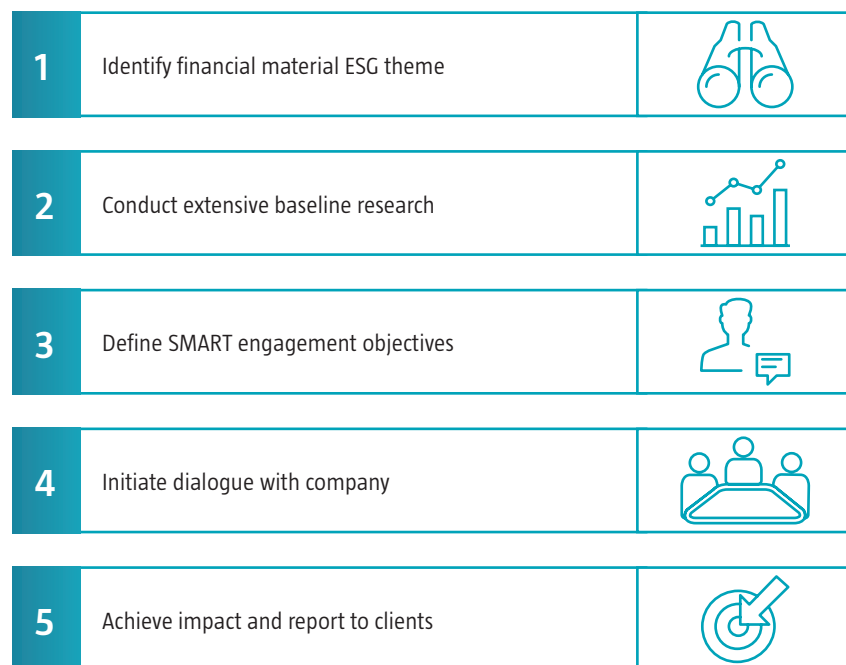 1
Identify financial material ESG theme
2
Conduct extensive baseline research
3
Define SMART engagement objectives
4
Initiate dialogue with company
5
Achieve impact and report to clients